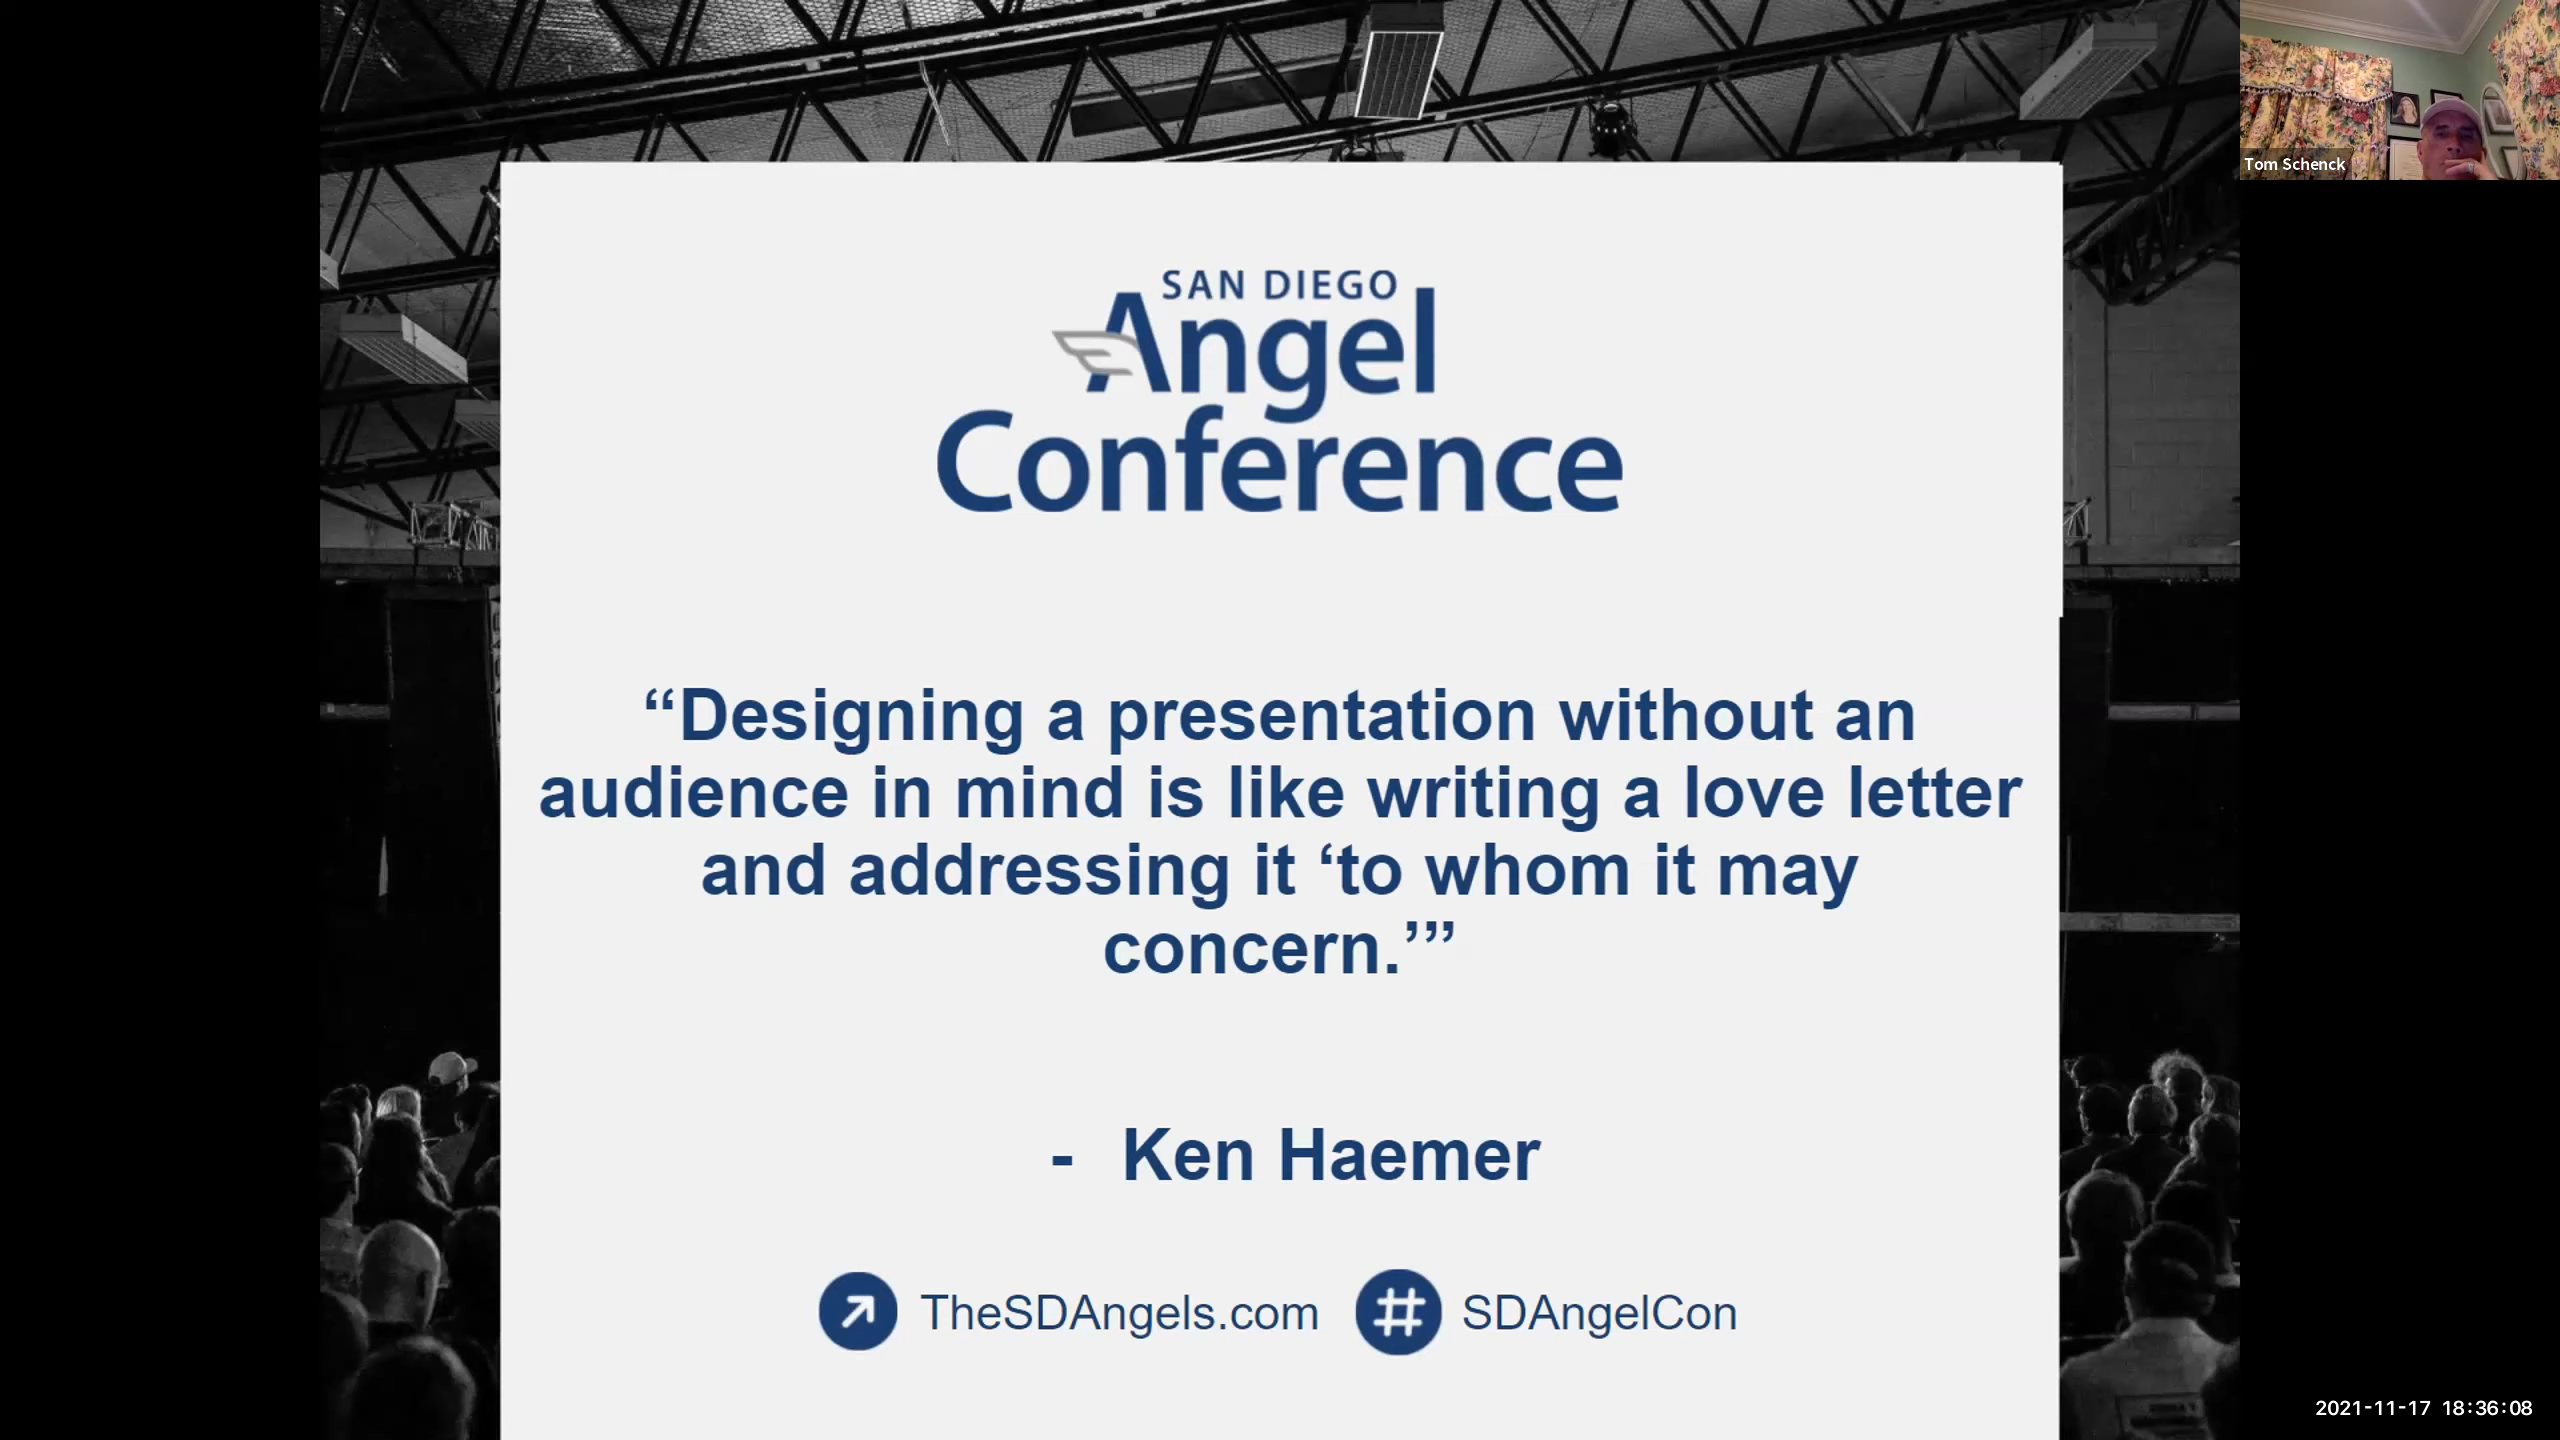 SAN DIEGO
Angel
Conference
“Designing a presentation without an
audience in mind is like writing a love letter
and addressing it ‘to whom it may
concern.’”
- Ken Haemer
TheSDAngels.com # SDAngelCon
Tom Schenck
2021-11-17 18:36:08